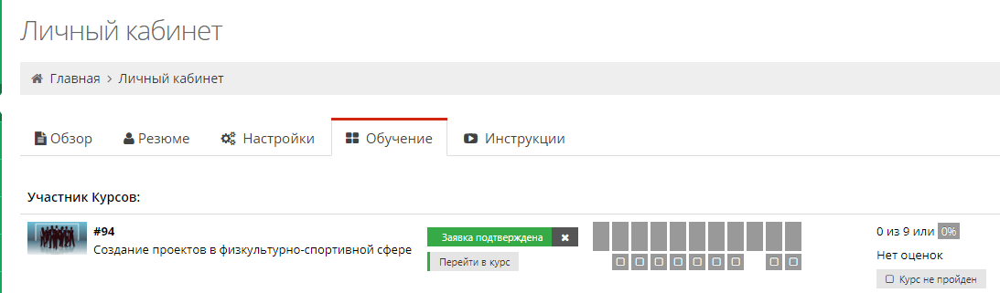 Личный кабинет
Главная > Личный кабинет
Обзор Резюме Настройки Обучение Инструкции
Участник Курсов:
#94
Создание проектов в физкультурно-спортивной сфере
Заявка подтверждена ✖
Перейти в курс
0 из 9 или 0%
Нет оценок
Курс не пройден